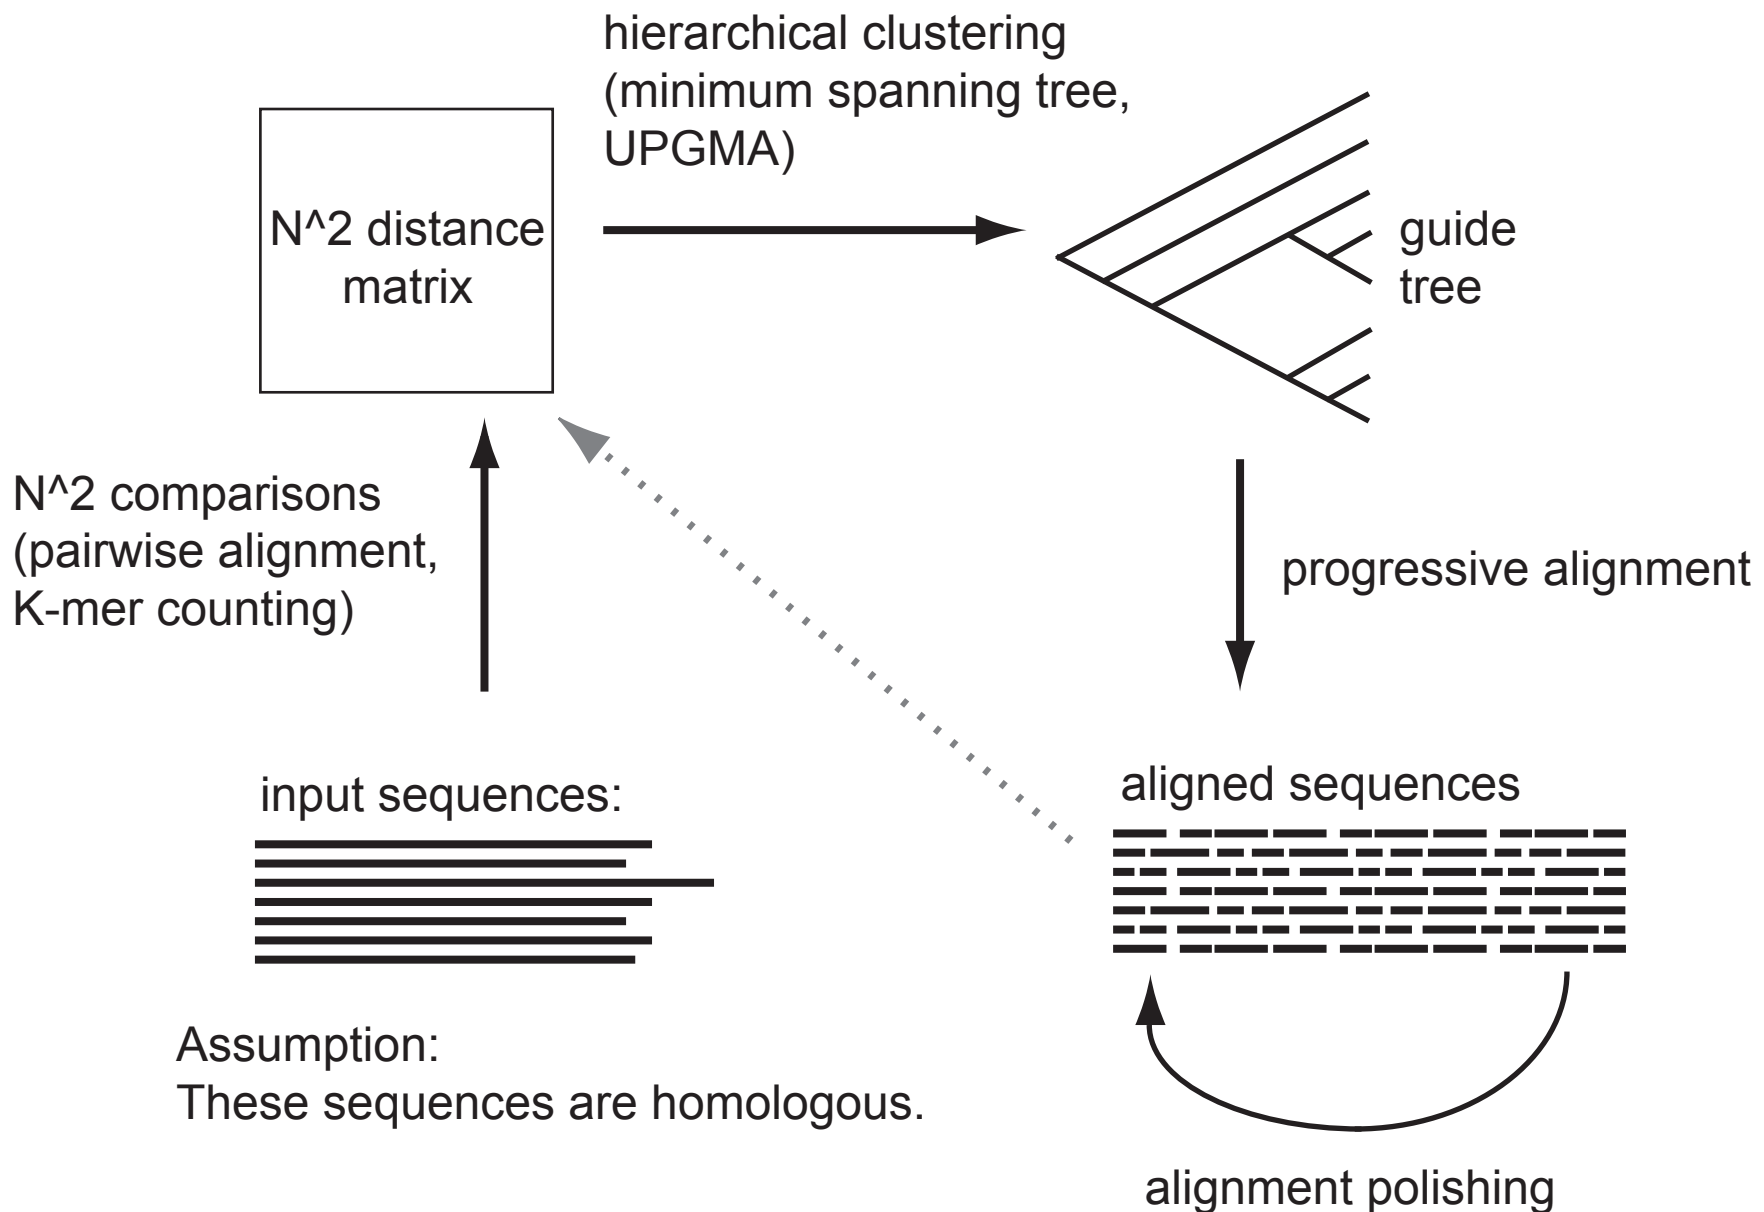 hierarchical clustering
(minimum spanning tree,
UPGMA)
N^2 distance
matrix
guide
tree
N^2 comparisons
(pairwise alignment,
K-mer counting)
progressive alignment
input sequences:
aligned sequences
Assumption:
These sequences are homologous.
alignment polishing